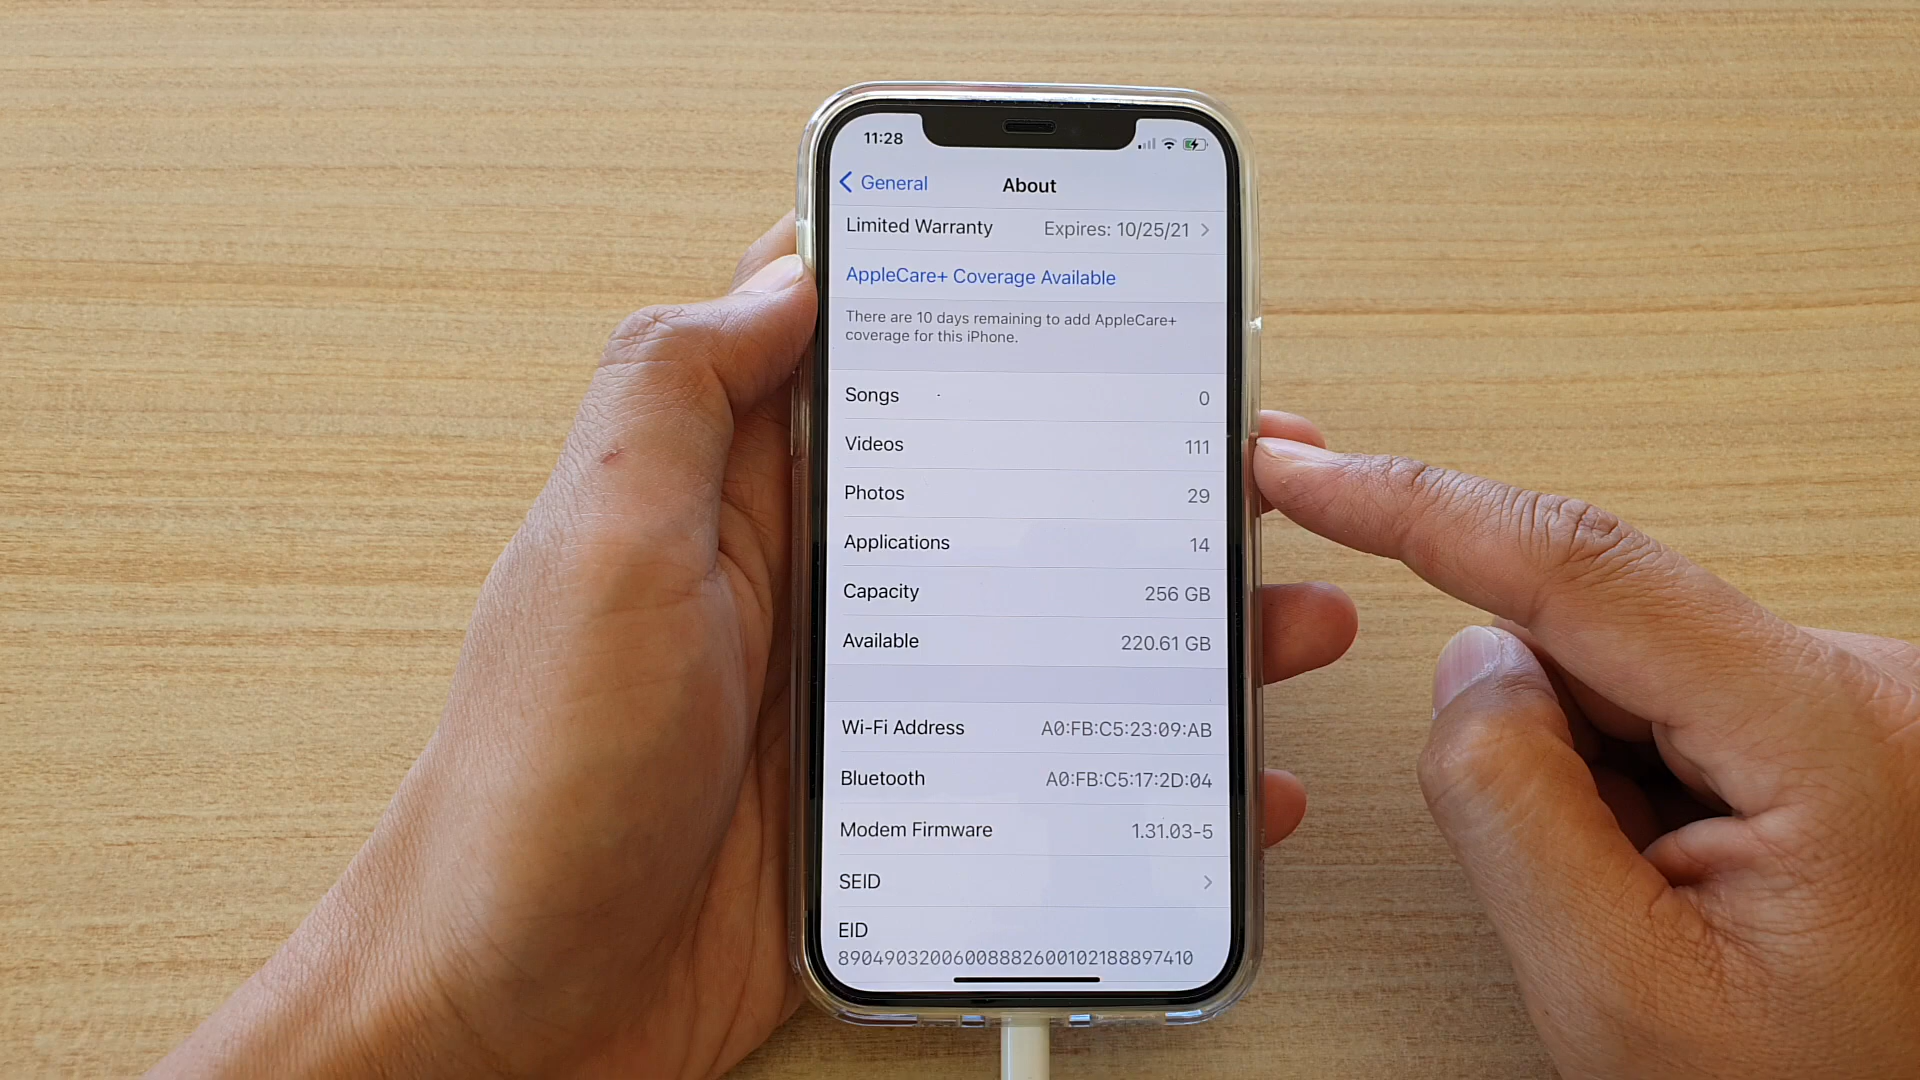 11:28
General
About
Limited Warranty Expires: 10/25/21
AppleCare+ Coverage Available
There are 10 days remaining to add AppleCare+
coverage for this iPhone.
Songs 0
Videos 111
Photos 29
Applications 14
Capacity 256 GB
Available 220.61 GB
Wi-Fi Address A0:FB:C5:23:09:AB
Bluetooth A0:FB:C5:17:2D:04
Modem Firmware 1.31.03-5
SEID
EID
89049032006008882600102188897410